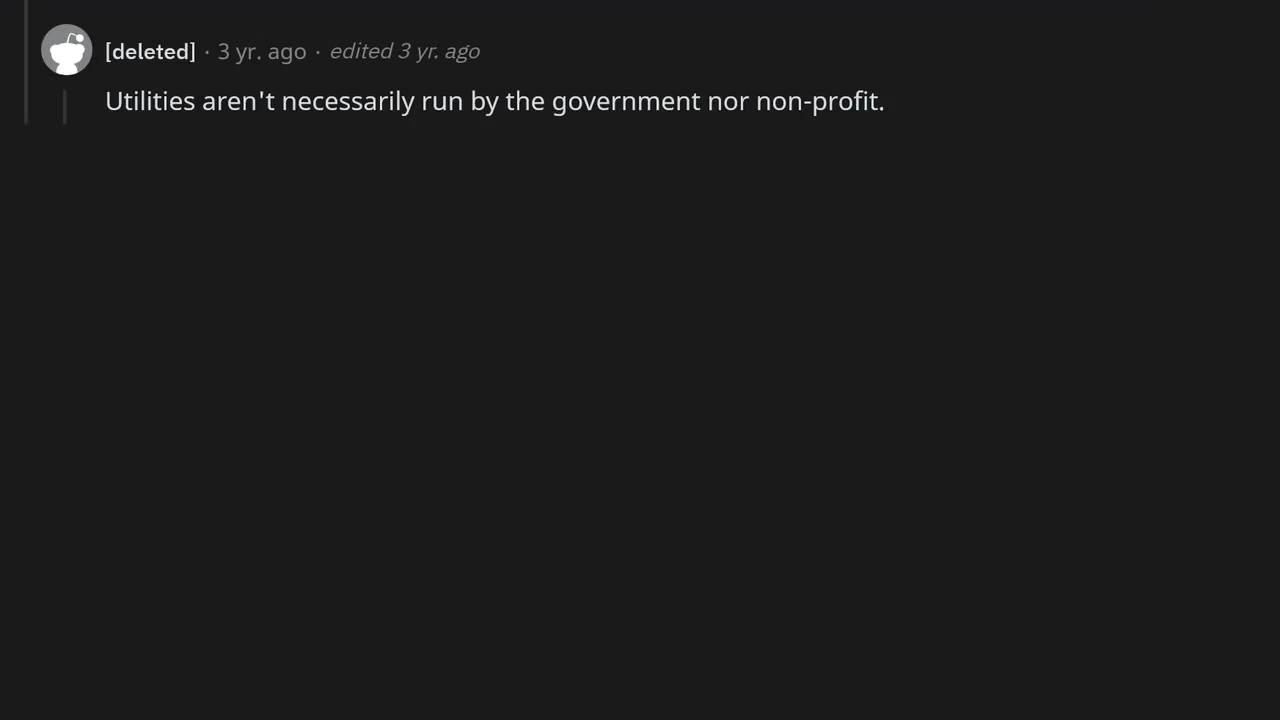 [deleted] · 3 yr. ago · edited 3 yr. ago
Utilities aren't necessarily run by the government nor non-profit.